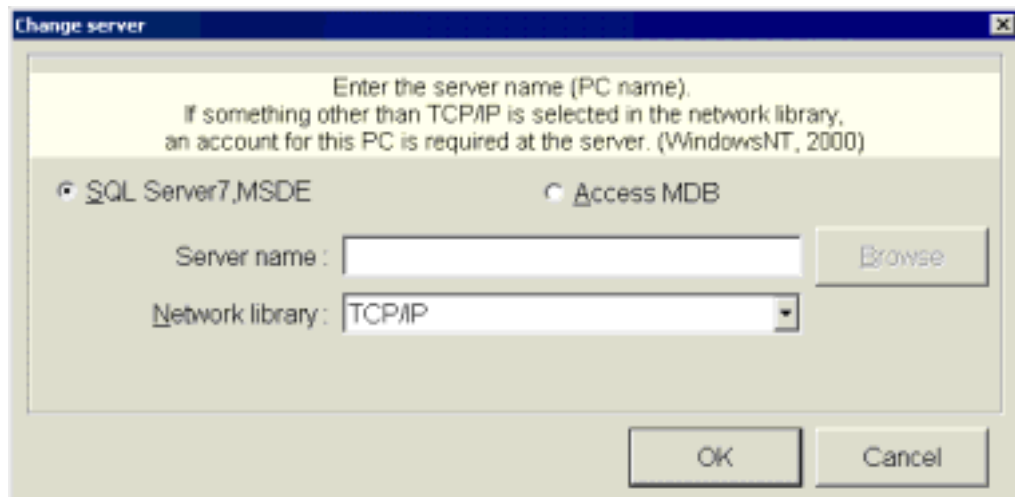 Change server
Enter the server name (PC name).
If something other than TCP/IP is selected in the network library,
an account for this PC is required at the server. (WindowsNT, 2000)
SQL Server7,MSDE
Access MDB
Server name :
Browse
Network library :
TCP/IP
OK
Cancel